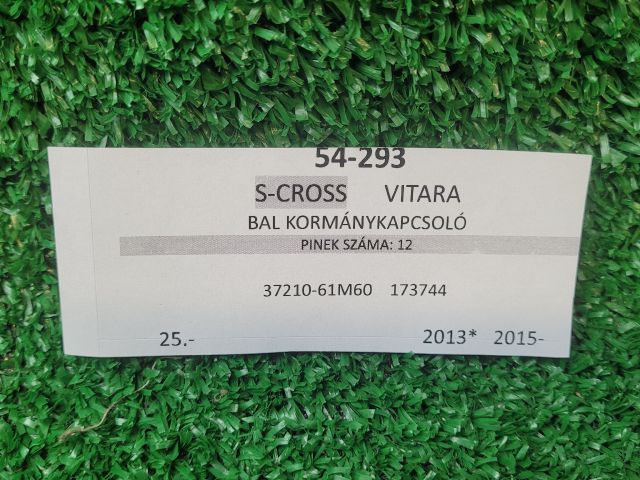 54-293
S-CROSS VITARA
BAL KORMÁNYKAPCSOLÓ
PINEK SZÁMA: 12
37210-61M60 173744
25.- 2013* 2015-